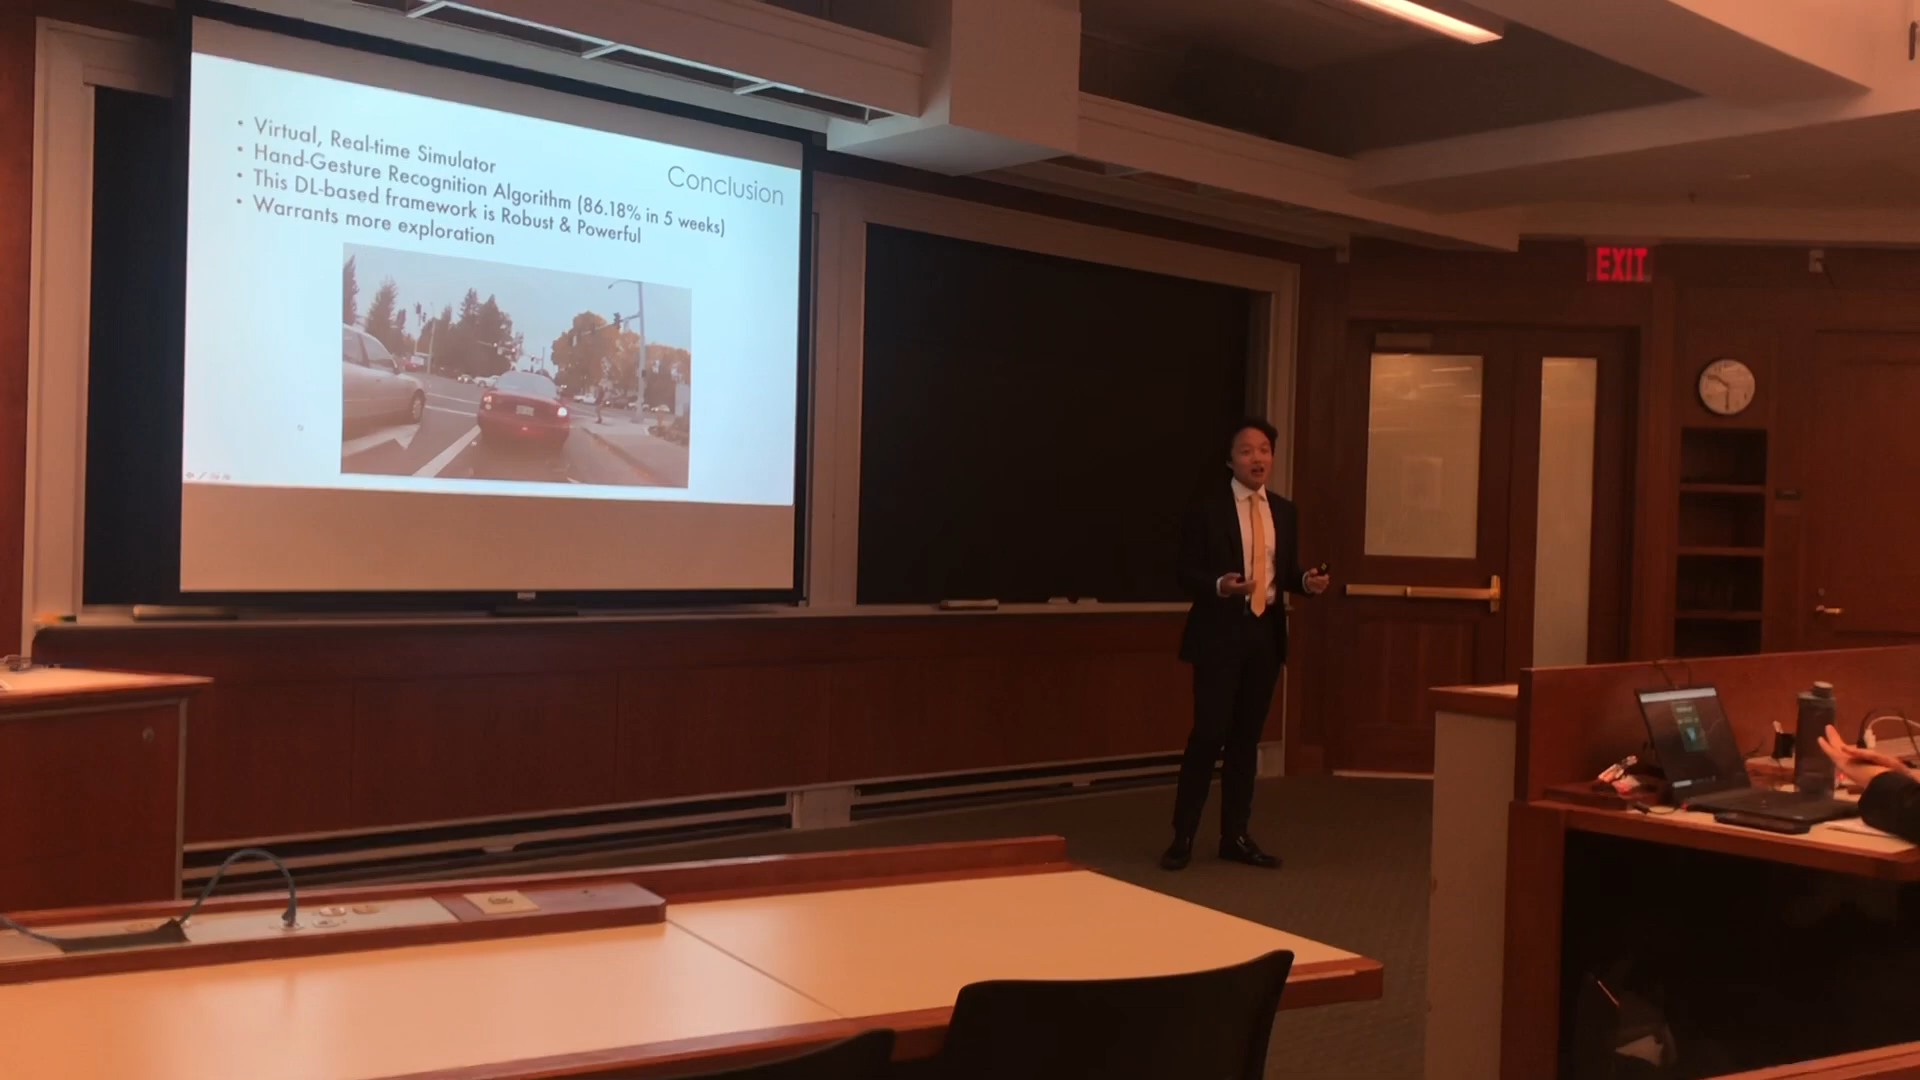 Conclusion
• Virtual, Real-time Simulator
• Hand-Gesture Recognition Algorithm (86.18% in 5 weeks)
• This DL-based framework is Robust & Powerful
• Warrants more exploration
EXIT